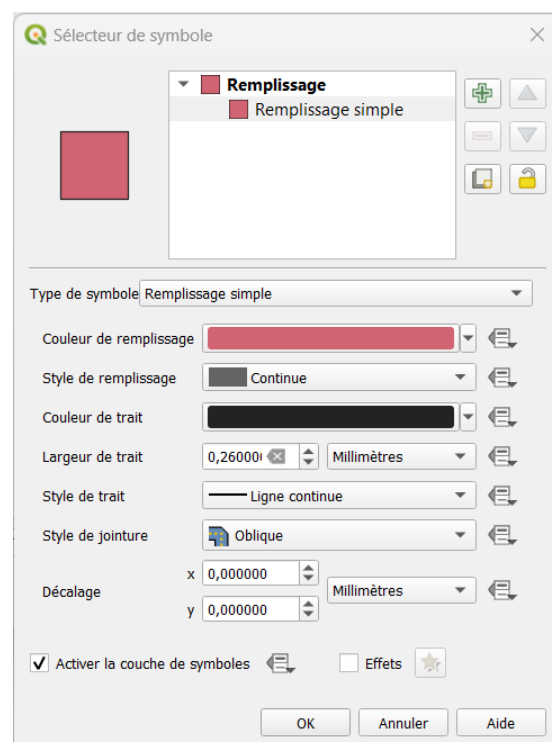 Sélecteur de symbole
Remplissage
Remplissage simple
Type de symbole Remplissage simple
Couleur de remplissage
Style de remplissage Continue
Couleur de trait
Largeur de trait 0,26000 Millimètres
Style de trait Ligne continue
Style de jointure Oblique
Décalage
x 0,000000
Millimètres
y 0,000000
Activer la couche de symboles Effets
OK Annuler Aide